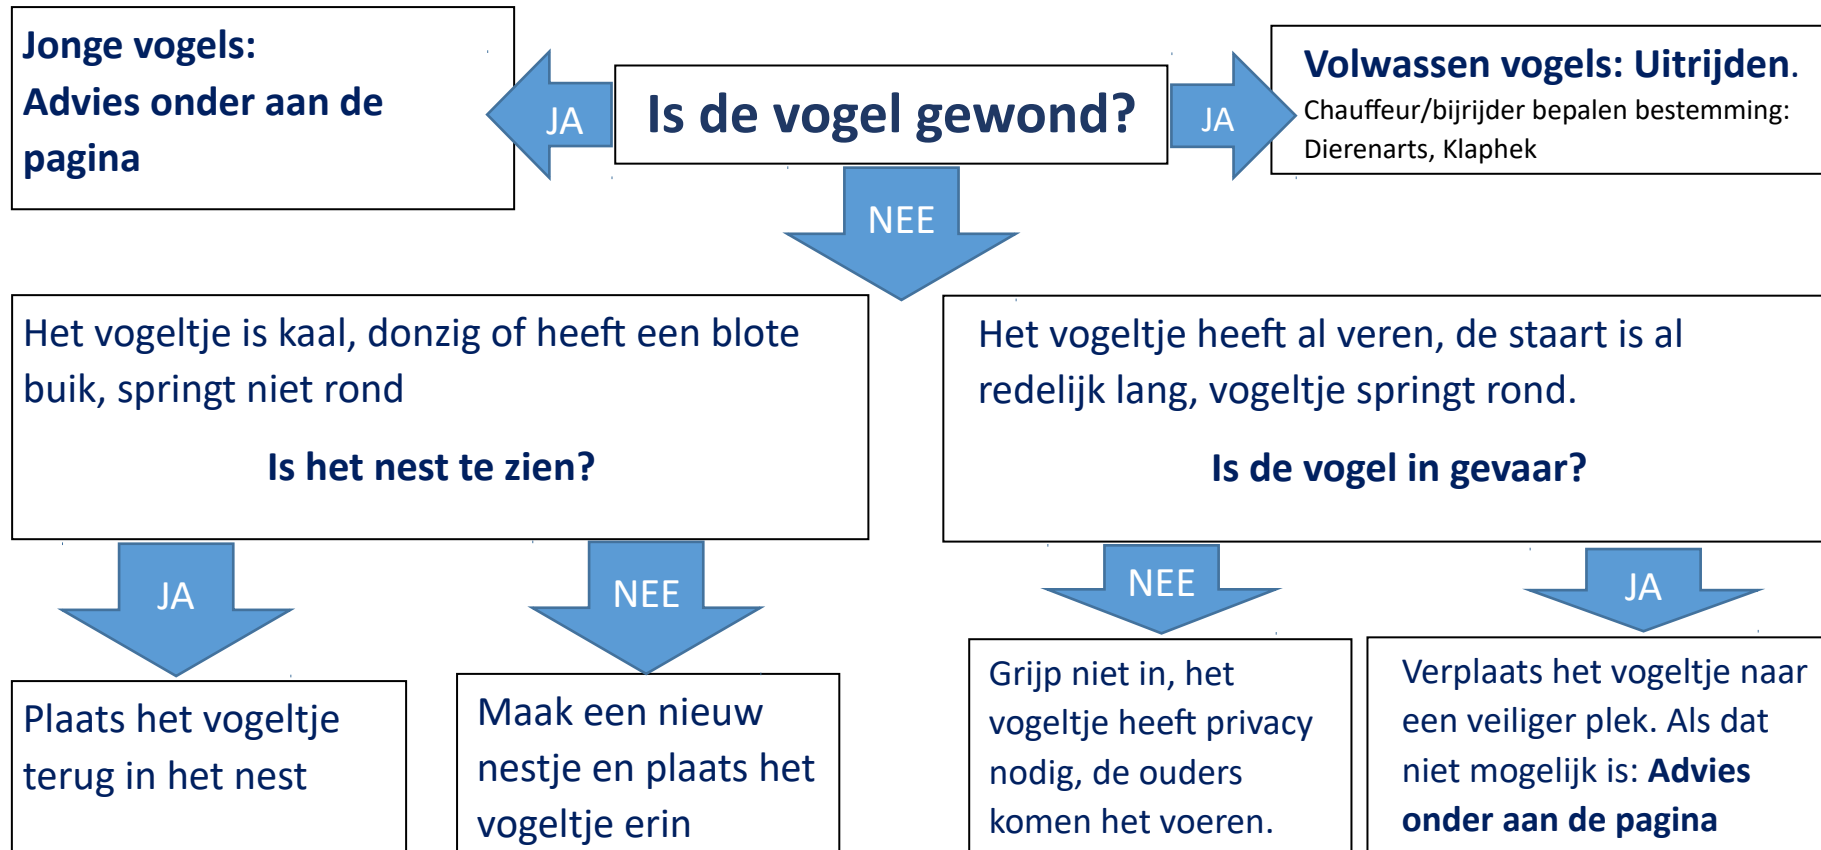 Jonge vogels:
Advies onder aan de
pagina
JA
Is de vogel gewond?
JA
Volwassen vogels: Uitrijden.
Chauffeur/bijrijder bepalen bestemming:
Dierenarts, Klaphek
NEE
Het vogeltje is kaal, donzig of heeft een blote
buik, springt niet rond
Is het nest te zien?
Het vogeltje heeft al veren, de staart is al
redelijk lang, vogeltje springt rond.
Is de vogel in gevaar?
JA
NEE
NEE
JA
Plaats het vogeltje
terug in het nest
Maak een nieuw
nestje en plaats het
vogeltje erin
Grijp niet in, het
vogeltje heeft privacy
nodig, de ouders
komen het voeren.
Verplaats het vogeltje naar
een veiliger plek. Als dat
niet mogelijk is: Advies
onder aan de pagina